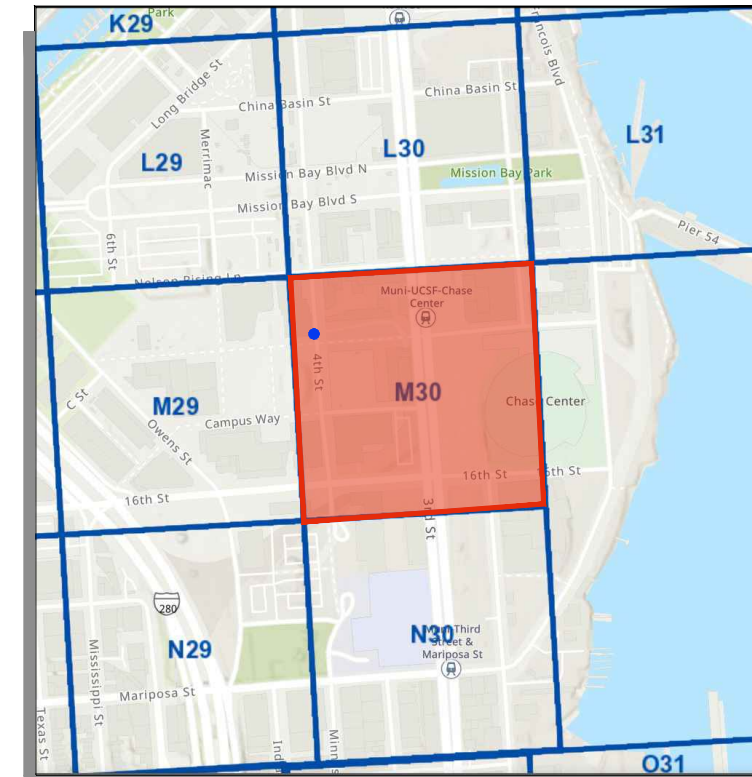 Park
K29
François Blvd
Long Bridge St
China Basin St
China Basin St
L31
L30
Merrimac
L29
Mission Bay Blvd N
Mission Bay Park
Mission Bay Blvd S
Pier 54
6th St
Nelson Rising Ln
Muni-UCSF-Chase
Center
4th St
M30
Chase Center
C St
M29
Campus Way
Owens St
16th St
16th St
16th St
3rd St
280
N30
Muni Third
Street &
Mariposa St
N29
Mississippi St
Mariposa St
Texas St
O31